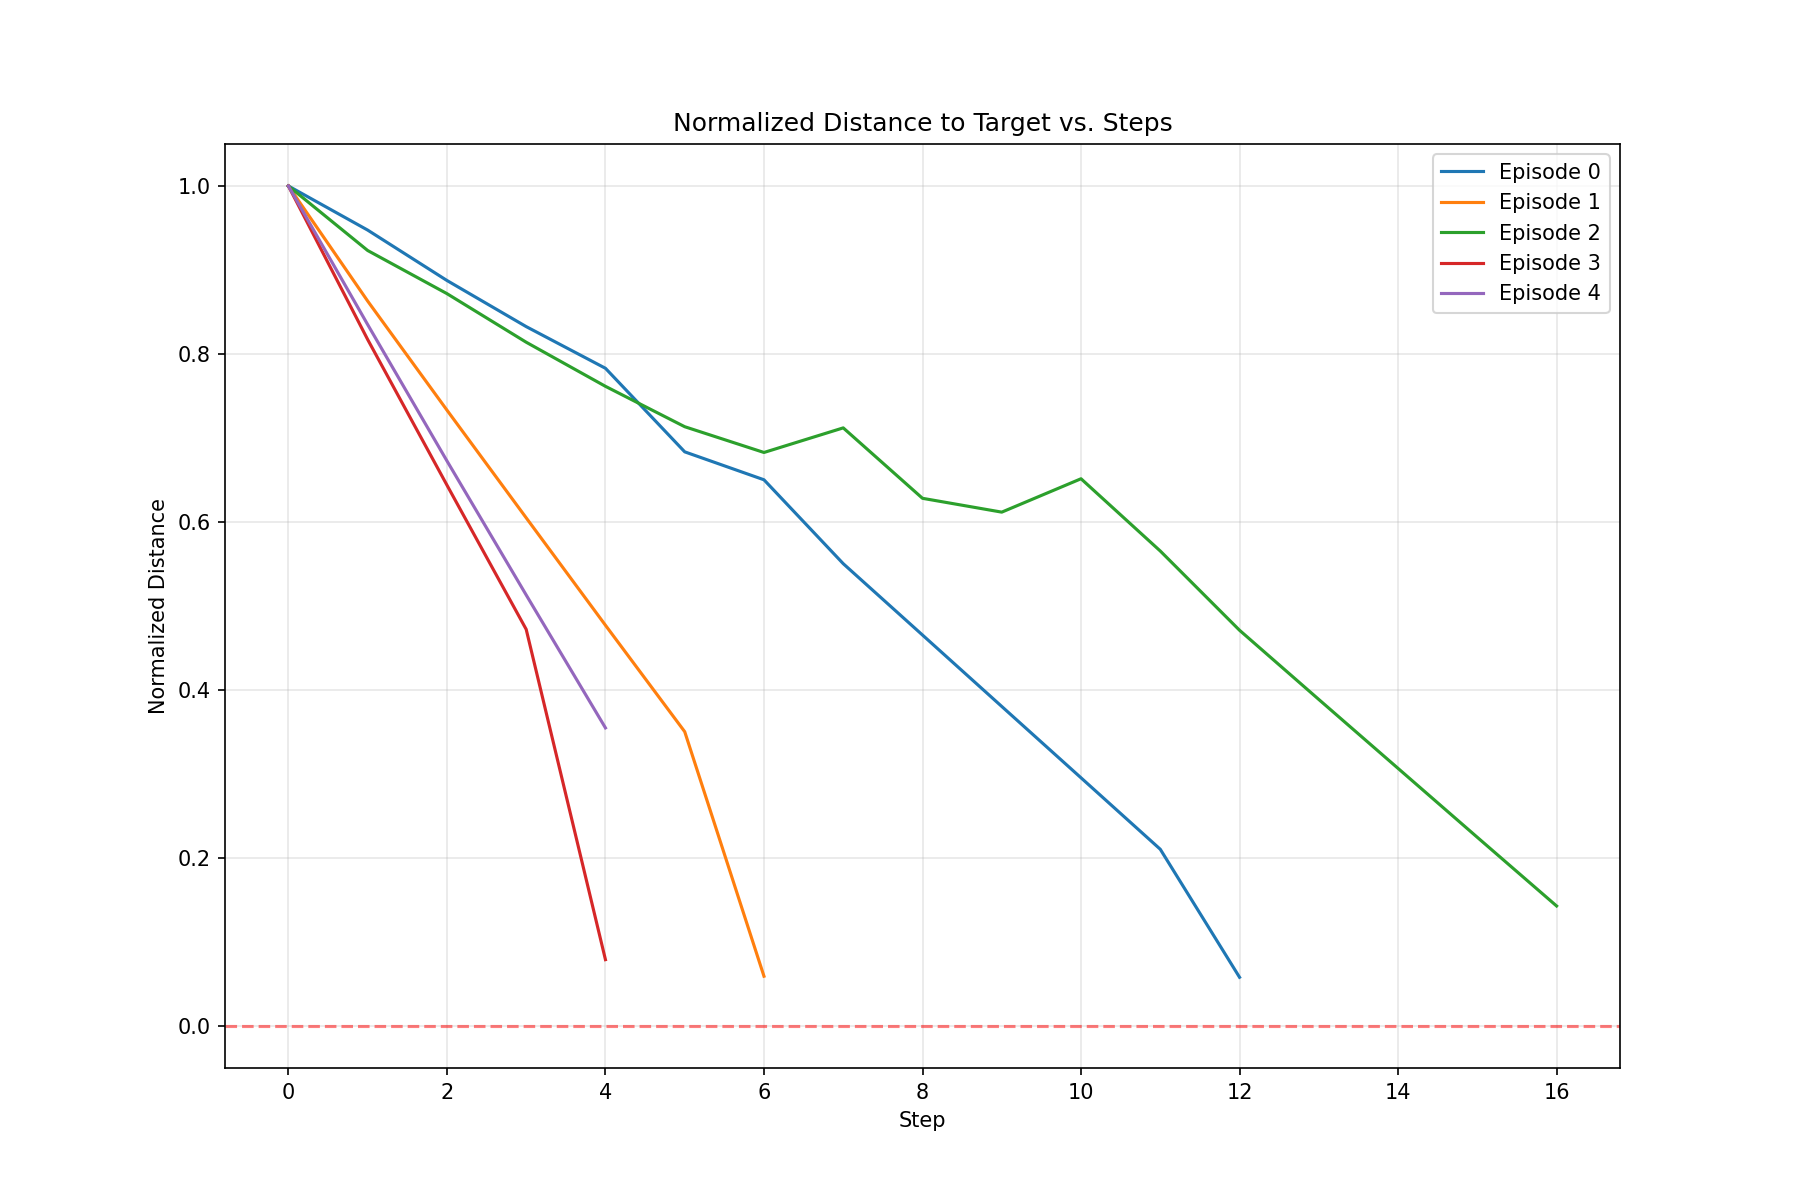 Normalized Distance to Target vs. Steps
Episode 0
Episode 1
Episode 2
Episode 3
Episode 4
1.0
0.8
0.6
0.4
0.2
0.0
Normalized Distance
0 2 4 6 8 10 12 14 16
Step